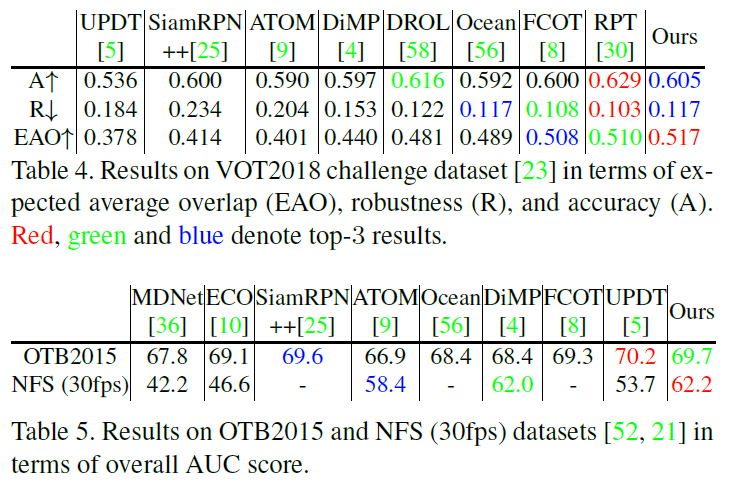 UPDT SiamRPN ATOM DiMP DROL Ocean FCOT RPT Ours
[5] ++[25] [9] [4] [58] [56] [8] [30]
A↑ 0.536 0.600 0.590 0.597 0.616 0.592 0.600 0.629 0.605
R↓ 0.184 0.234 0.204 0.153 0.122 0.117 0.108 0.103 0.117
EAO↑ 0.378 0.414 0.401 0.440 0.481 0.489 0.508 0.510 0.517
Table 4. Results on VOT2018 challenge dataset [23] in terms of ex-
pected average overlap (EAO), robustness (R), and accuracy (A).
Red, green and blue denote top-3 results.
MDNet ECO SiamRPN ATOM Ocean DiMP FCOT UPDT Ours
[36] [10] ++[25] [9] [56] [4] [8] [5]
OTB2015 67.8 69.1 69.6 66.9 68.4 68.4 69.3 70.2 69.7
NFS (30fps) 42.2 46.6 - 58.4 - 62.0 - 53.7 62.2
Table 5. Results on OTB2015 and NFS (30fps) datasets [52, 21] in
terms of overall AUC score.